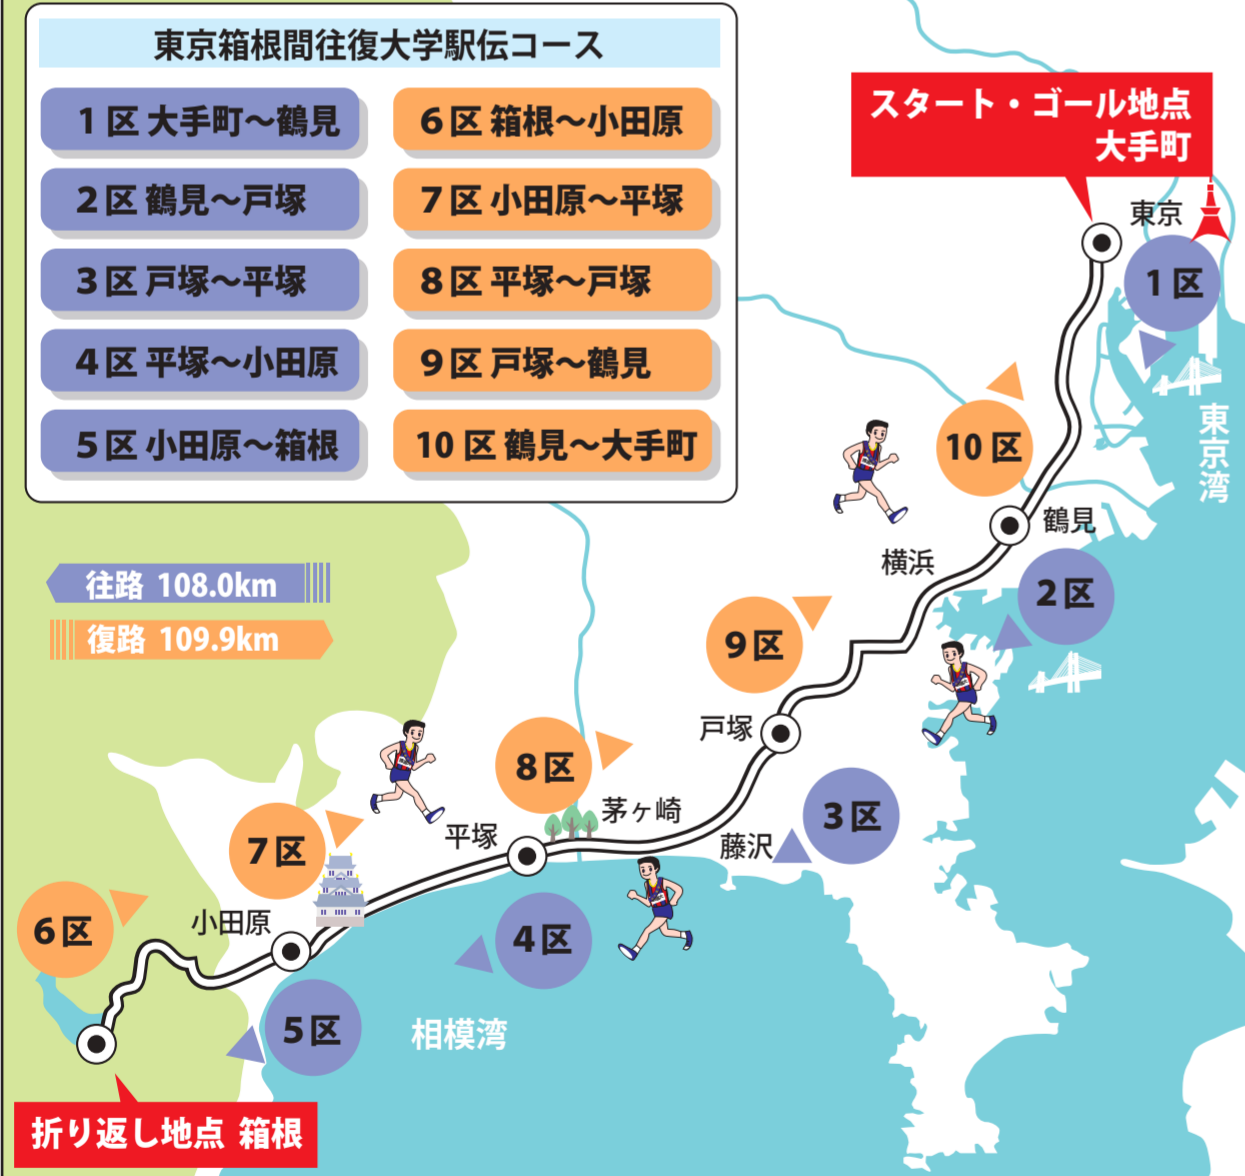 東京箱根間往復大学駅伝コース
1区 大手町～鶴見
2区 鶴見～戸塚
3区 戸塚～平塚
4区 平塚～小田原
5区 小田原～箱根
6区 箱根～小田原
7区 小田原～平塚
8区 平塚～戸塚
9区 戸塚～鶴見
10区 鶴見～大手町
スタート・ゴール地点
大手町
東京
1区
東京湾
10区
鶴見
横浜
往路 108.0km
2区
復路 109.9km
9区
戸塚
8区
茅ヶ崎
3区
平塚
藤沢
7区
小田原
6区
4区
5区
相模湾
折り返し地点 箱根